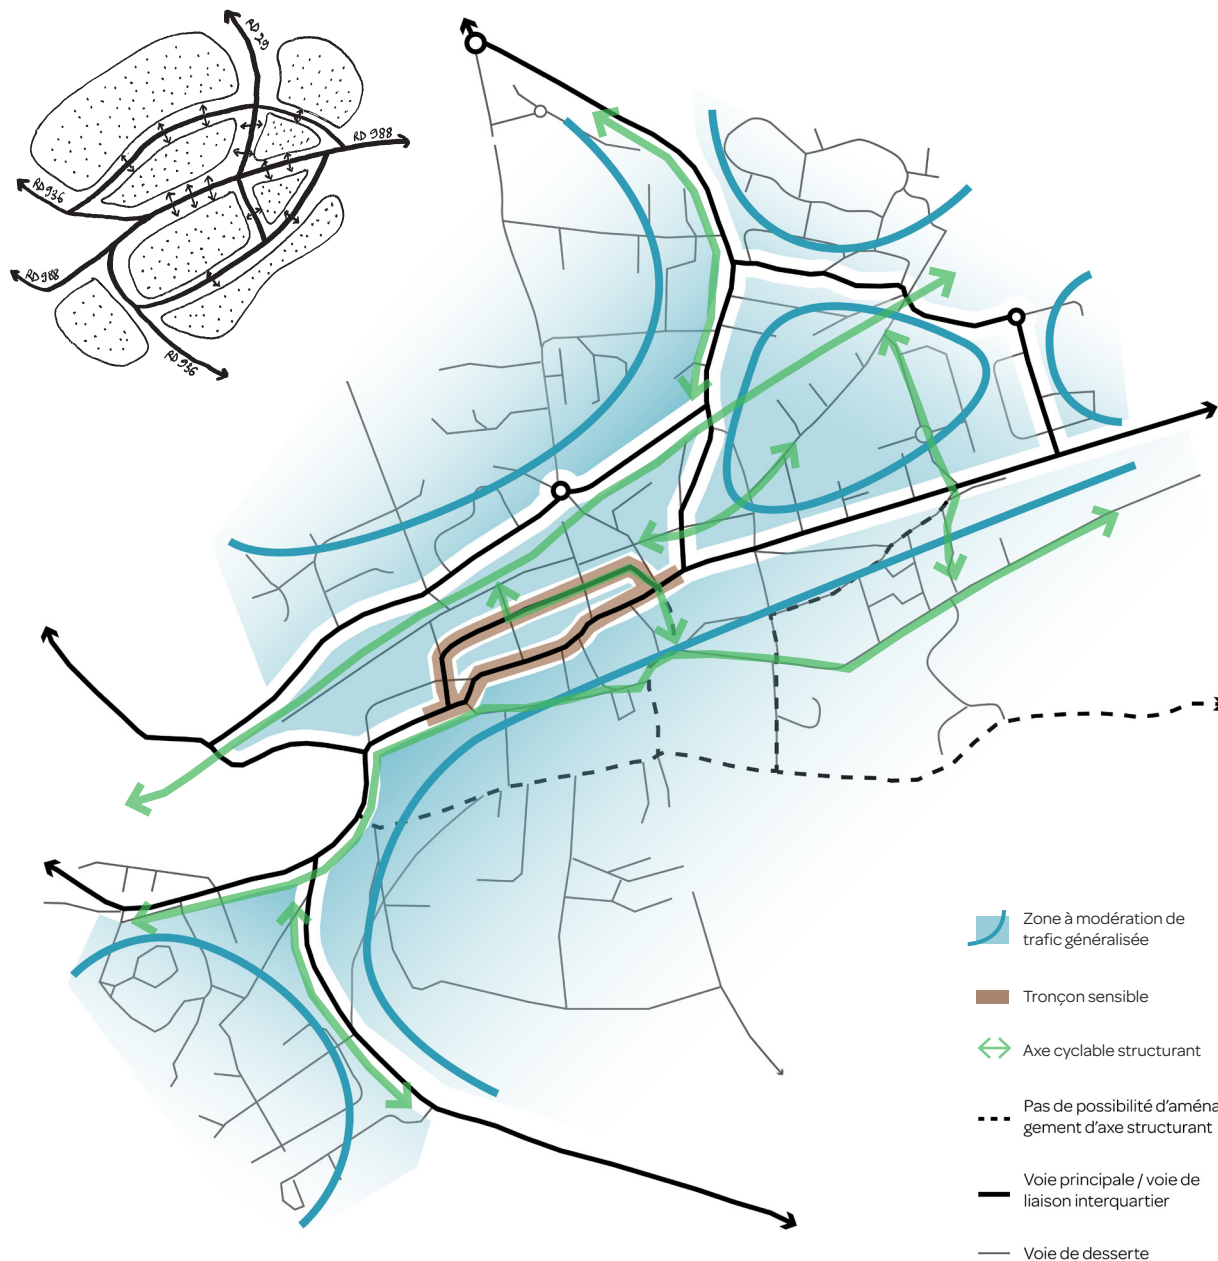 RD 29
RD 988
RD 936
RD 988
RD 936
Zone à modération de
trafic généralisée
Tronçon sensible
Axe cyclable structurant
Pas de possibilité d’aména
gement d’axe structurant
Voie principale / voie de
liaison interquartier
Voie de desserte